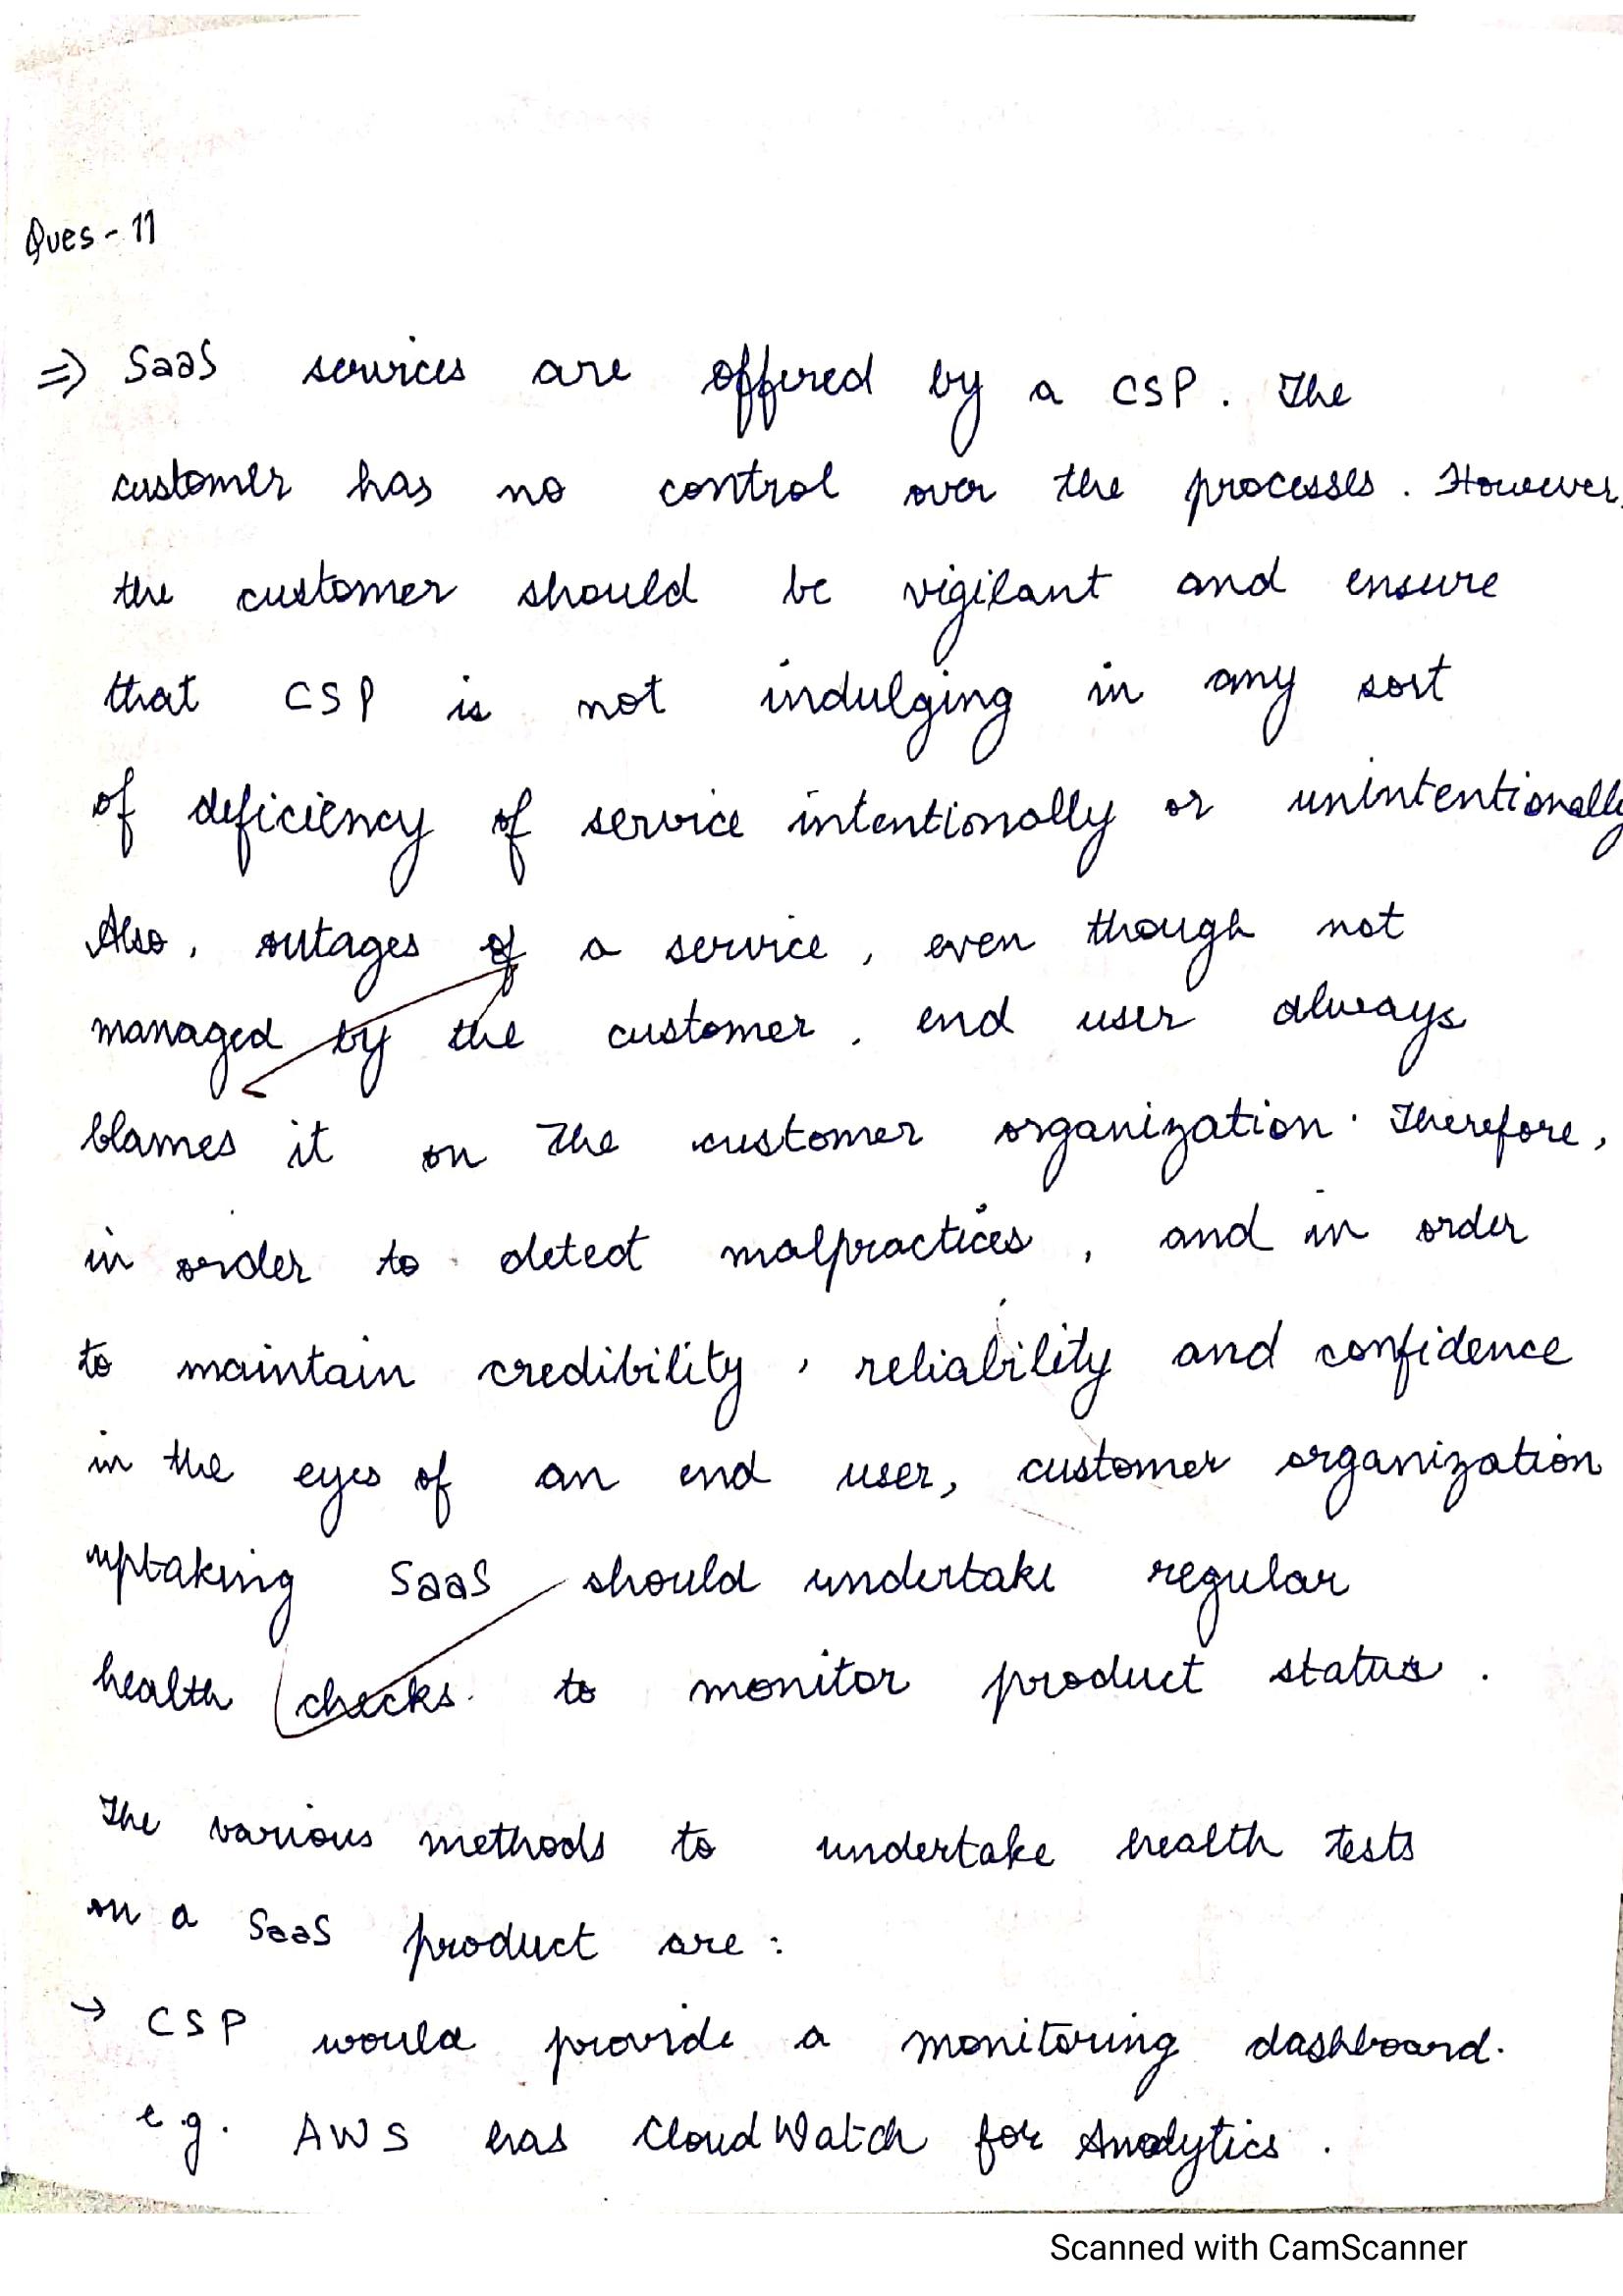 Ques - 11
⇒ SaaS services are offered by a CSP. The
customer has no control over the processes. However,
the customer should be vigilant and ensure
that CSP is not indulging in any sort
of deficiency of service intentionally or unintentionally
Also, outages of a service, even though not
managed by the customer, end user always
blames it on the customer organization. Therefore,
in order to detect malpractices, and in order
to maintain credibility, reliability and confidence
in the eyes of an end user, customer organization
uptaking SaaS should undertake regular
health checks to monitor product status.
The various methods to undertake health tests
on a SaaS product are:
→ CSP would provide a monitoring dashboard.
e.g. AWS has CloudWatch for Analytics.
Scanned with CamScanner